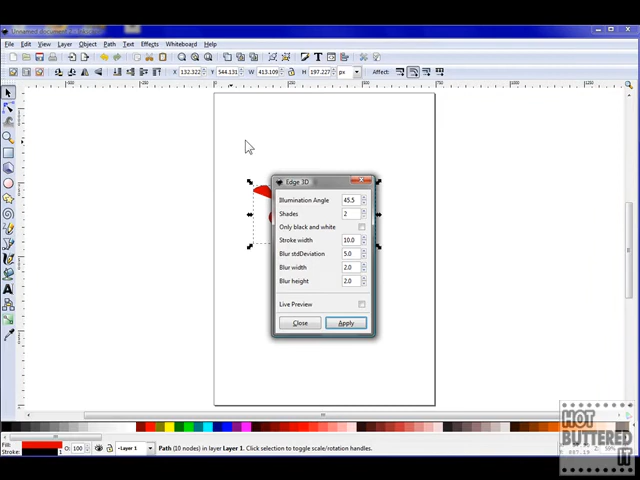 File Edit View Layer Object Path Text Effects Whiteboard Help
X 132.322 Y 544.131 W 413.109 H 197.227 px Affect:
Edge 3D
Illumination Angle 45.5
Shades 2
Only black and white
Stroke width 10.0
Blur stdDeviation 5.0
Blur width 2.0
Blur height 2.0
Live Preview
Close Apply
Fill:
Stroke: 1 O: 100 Layer 1 Path (10 nodes) in layer Layer 1. Click selection to toggle scale/rotation handles.
HOT
BUTTERED
IT